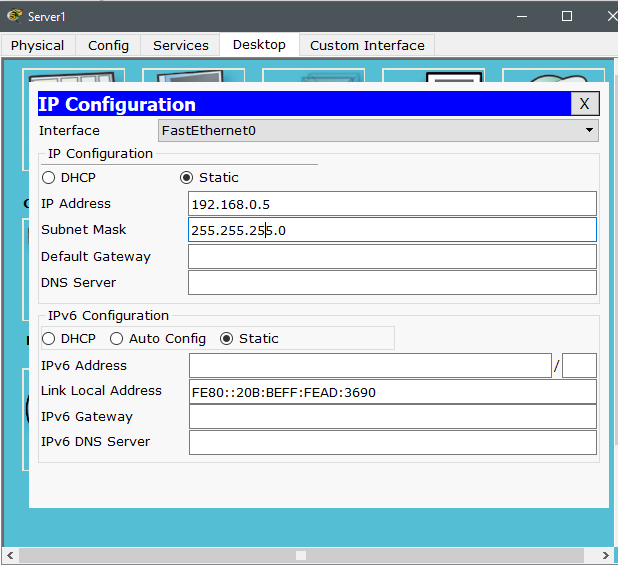 Server1
Physical Config Services Desktop Custom Interface
IP Configuration X
Interface FastEthernet0
IP Configuration
DHCP Static
IP Address 192.168.0.5
Subnet Mask 255.255.255.0
Default Gateway
DNS Server
IPv6 Configuration
DHCP Auto Config Static
IPv6 Address /
Link Local Address FE80::20B:BEFF:FEAD:3690
IPv6 Gateway
IPv6 DNS Server